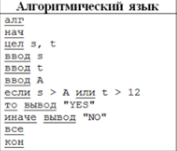 Алгоритмический язык
алг
нач
цел s, t
ввод s
ввод t
ввод A
если s > A или t > 12
то вывод "YES"
иначе вывод "NO"
все
кон